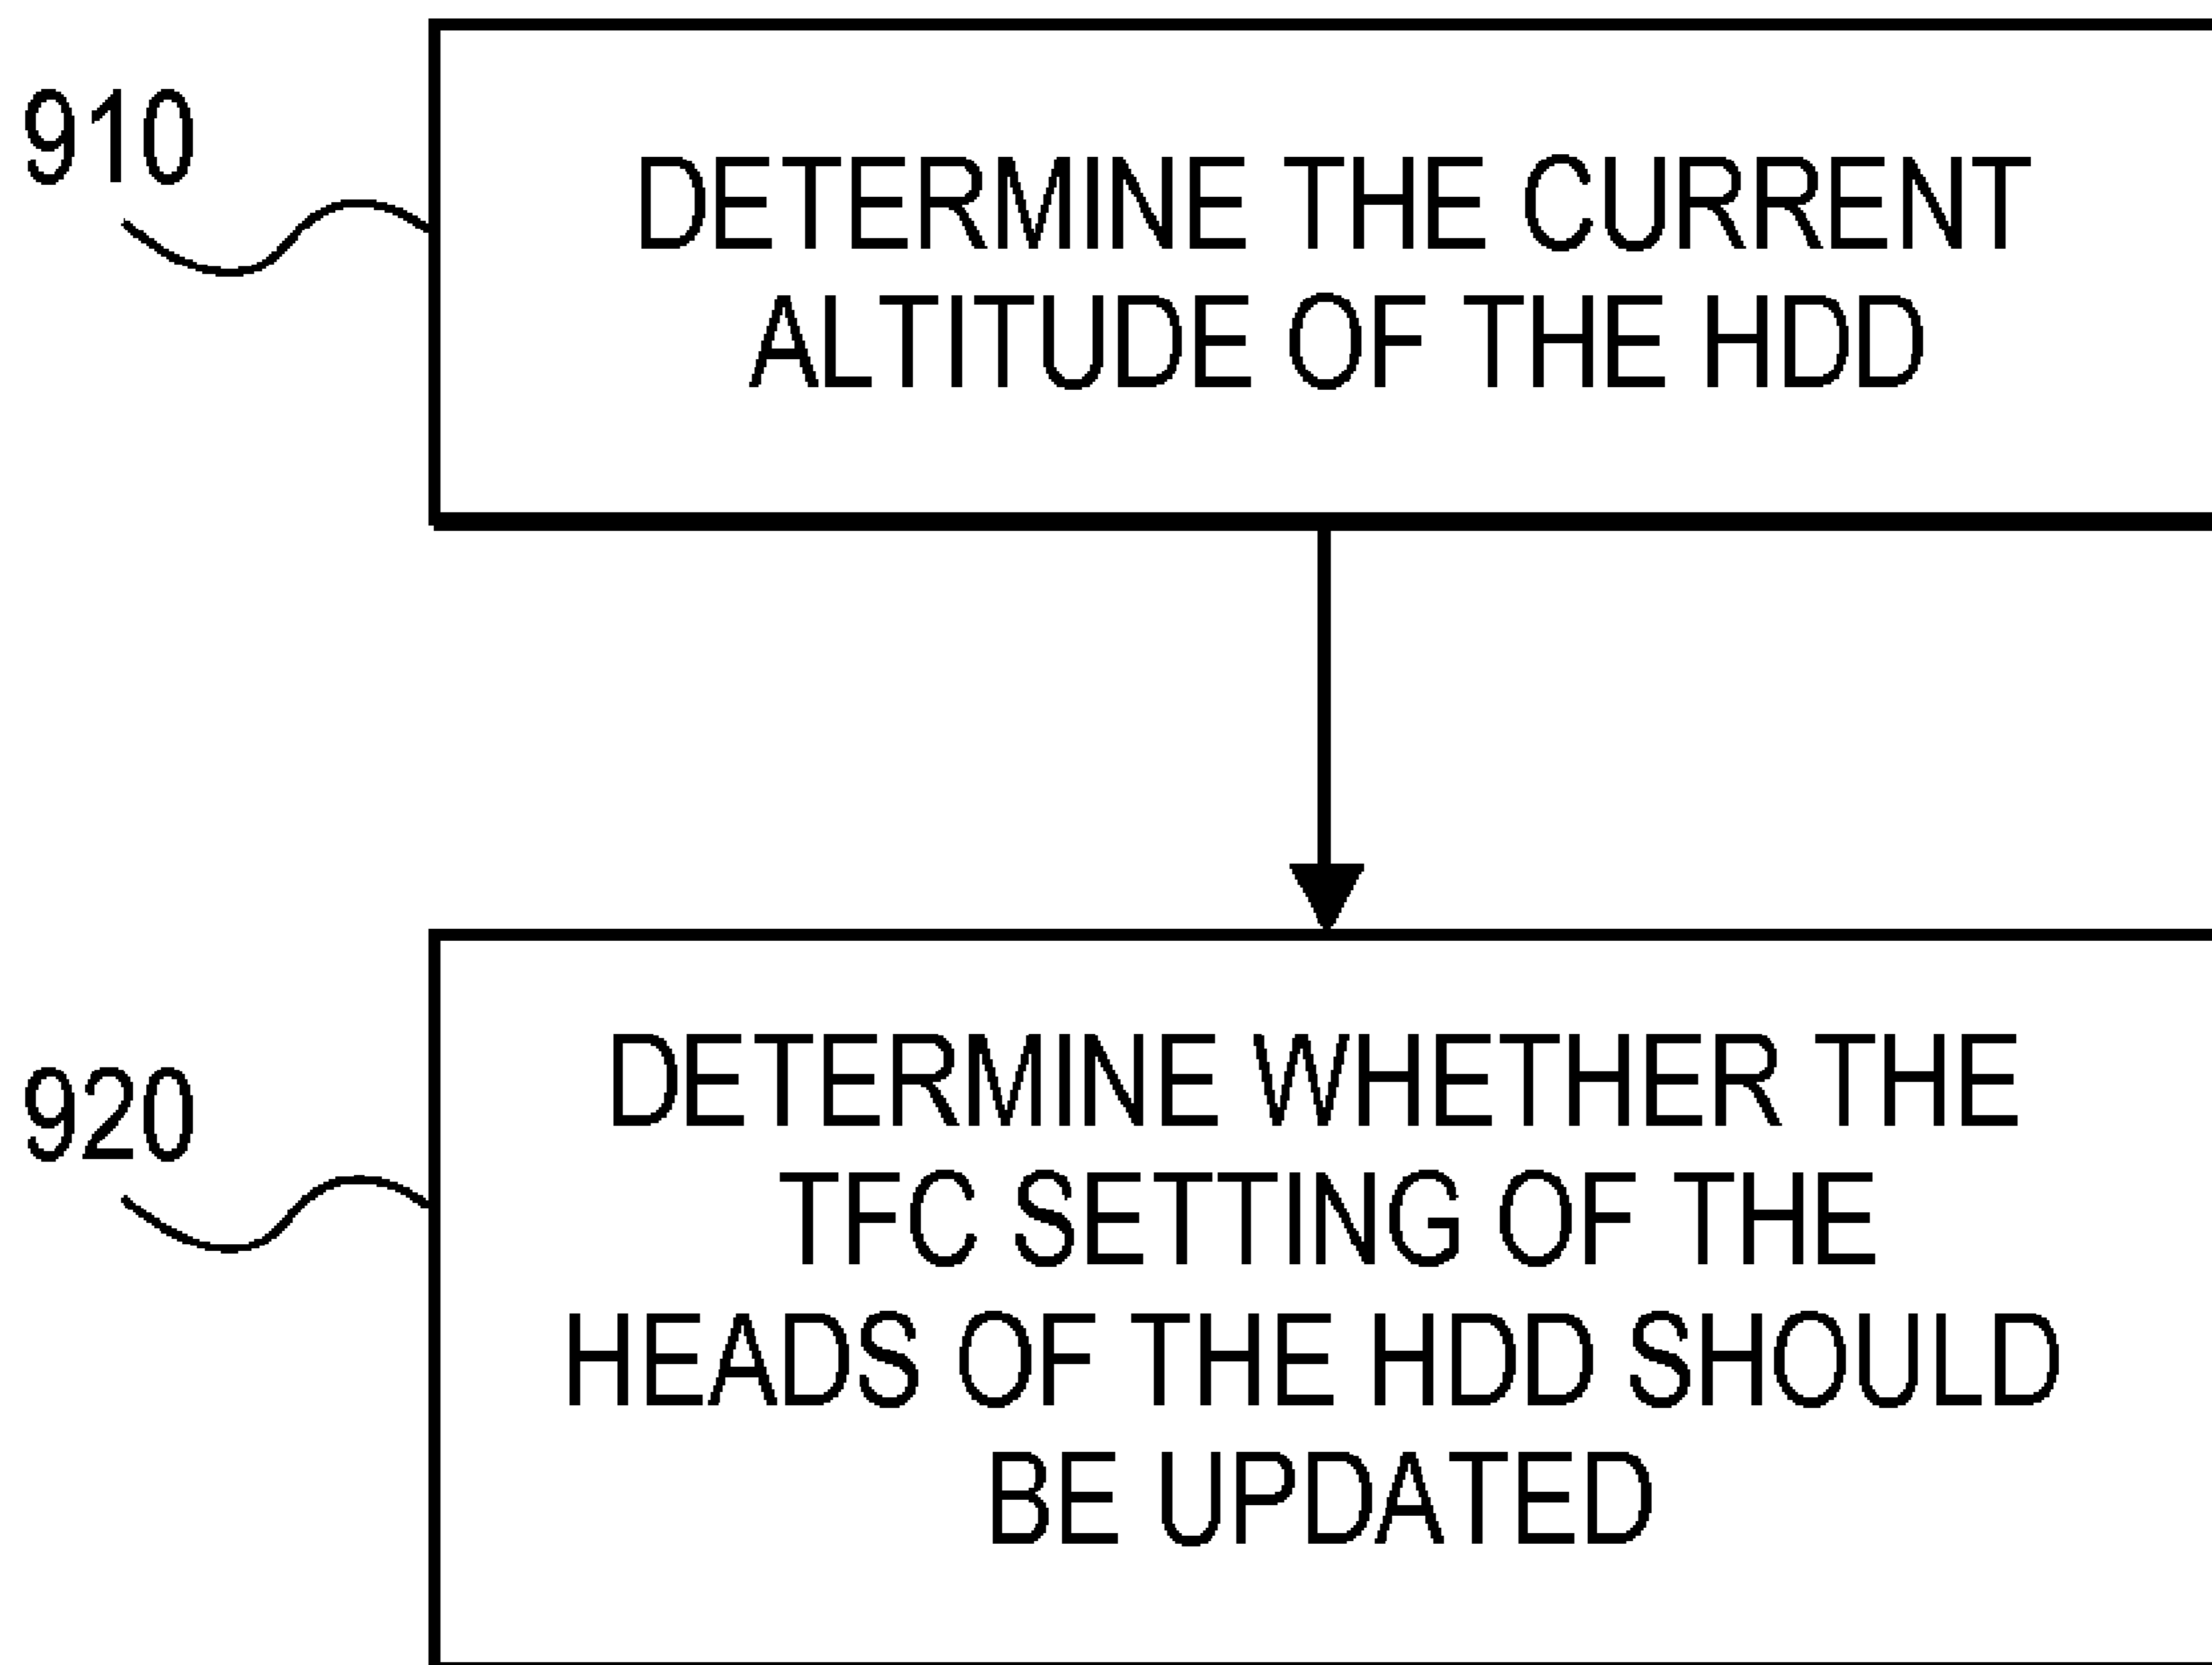 910
DETERMINE THE CURRENT
ALTITUDE OF THE HDD
920
DETERMINE WHETHER THE
TFC SETTING OF THE
HEADS OF THE HDD SHOULD
BE UPDATED